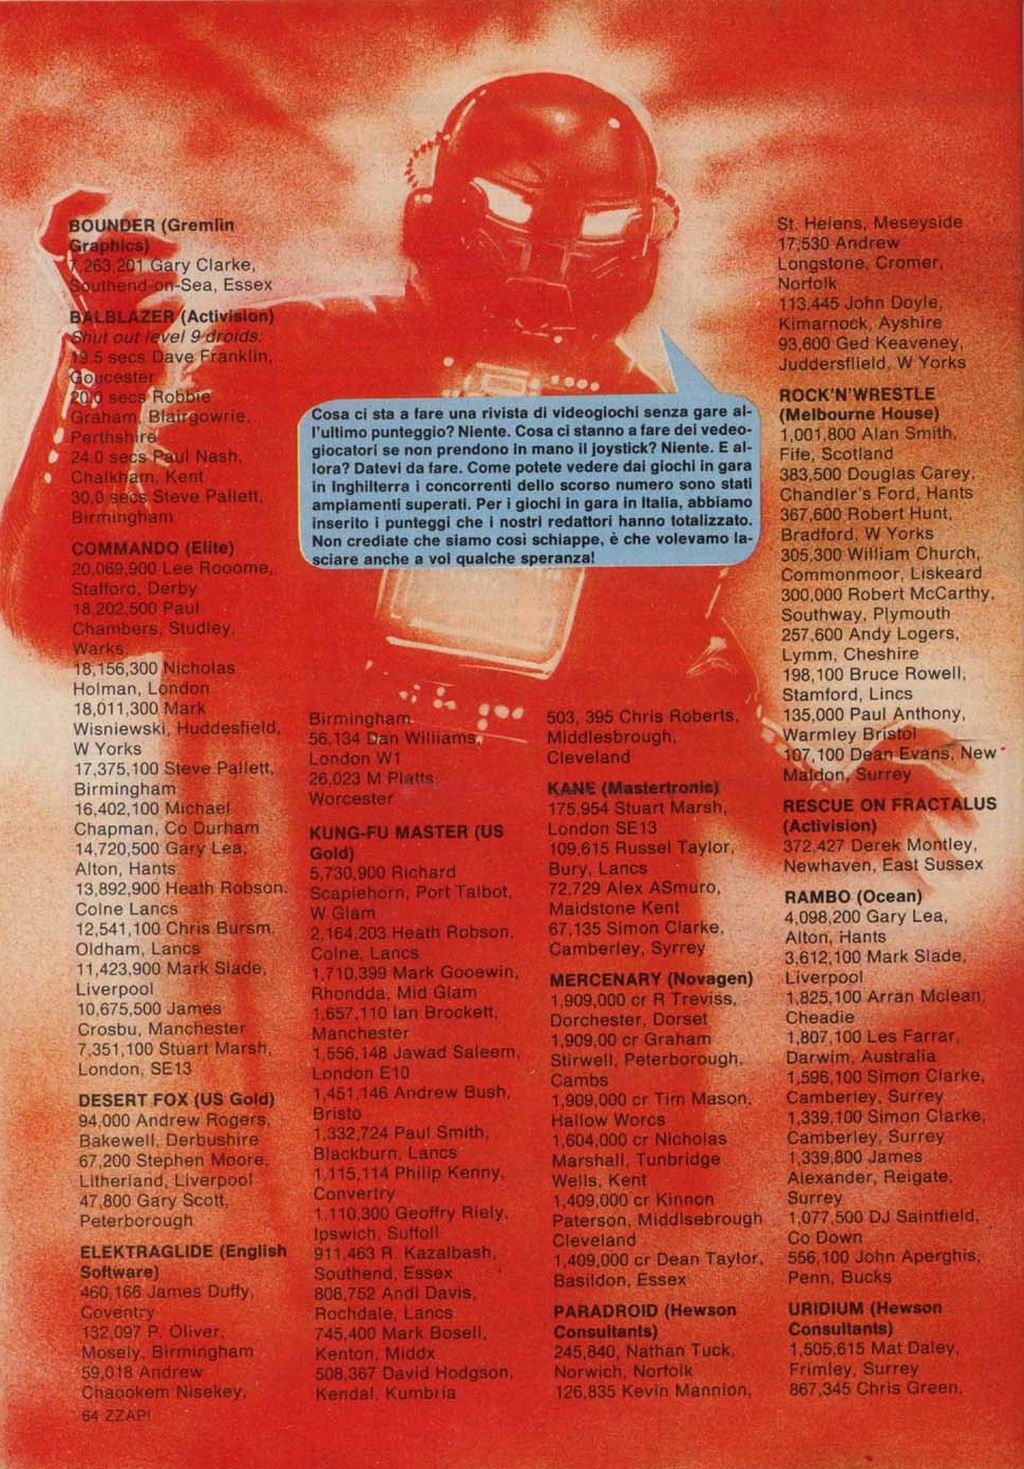 BOUNDER (Gremlin
Graphics)
7,263,201 Gary Clarke,
Southend-on-Sea, Essex
BALBLAZER (Activision)
Shut out level 9 droids:
19.5 secs Dave Franklin,
Goucester
20.0 secs Robbie
Graham, Blairgowrie,
Perthshire
24.0 secs Paul Nash,
Chalkham, Kent
30.0 secs Steve Pallett,
Birmingham
COMMANDO (Elite)
20,069,900 Lee Rooome,
Stafford, Derby
18,202,500 Paul
Chambers, Studley,
Warks.
18,156,300 Nicholas
Holman, London
18,011,300 Mark
Wisniewski, Huddesfield,
W Yorks
17,375,100 Steve Pallett,
Birmingham
16,402,100 Michael
Chapman, Co Durham
14,720,500 Gary Lea,
Alton, Hants
13,892,900 Heath Robson,
Colne Lancs
12,541,100 Chris Bursm,
Oldham, Lancs
11,423,900 Mark Slade,
Liverpool
10,675,500 James
Crosbu, Manchester
7,351,100 Stuart Marsh,
London, SE13
DESERT FOX (US Gold)
94,000 Andrew Rogers,
Bakewell, Derbushire
67,200 Stephen Moore,
Litherland, Liverpool
47,800 Gary Scott,
Peterborough
ELEKTRAGLIDE (English
Software)
460,166 James Duffy,
Coventry
132,097 P. Oliver,
Mosely, Birmingham
59,018 Andrew
Chaookem Nisekey,
64 ZZAP!
Cosa ci sta a fare una rivista di videogiochi senza gare al-
l'ultimo punteggio? Niente. Cosa ci stanno a fare dei vedeo-
giocatori se non prendono in mano il joystick? Niente. E al-
lora? Datevi da fare. Come potete vedere dai giochi in gara
in Inghilterra i concorrenti dello scorso numero sono stati
ampiamenti superati. Per i giochi in gara in Italia, abbiamo
inserito i punteggi che i nostri redattori hanno totalizzato.
Non crediate che siamo così schiappe, è che volevamo la-
sciare anche a voi qualche speranza!
Birmingham
56,134 Dan Williams,
London W1
26,023 M Platts,
Worcester
KUNG-FU MASTER (US
Gold)
5,730,900 Richard
Scapiehorn, Port Talbot,
W Glam
2,164,203 Heath Robson,
Colne, Lancs
1,710,399 Mark Gooewin,
Rhondda, Mid Glam
1,657,110 Ian Brockett,
Manchester
1,556,148 Jawad Saleem,
London E10
1,451,146 Andrew Bush,
Bristo
1,332,724 Paul Smith,
Blackburn, Lancs
1,115,114 Philip Kenny,
Convertry
1.110,300 Geoffry Riely,
Ipswich, Suffoll
911,463 R. Kazalbash,
Southend, Essex
808,752 Andi Davis,
Rochdale, Lancs
745,400 Mark Bosell,
Kenton, Middx
508,367 David Hodgson,
Kendal, Kumbria
503, 395 Chris Roberts,
Middlesbrough,
Cleveland
KANE (Mastertronic)
175,954 Stuart Marsh,
London SE13
109,615 Russel Taylor,
Bury, Lancs
72,729 Alex ASmuro,
Maidstone Kent
67,135 Simon Clarke,
Camberley, Syrrey
MERCENARY (Novagen)
1,909,000 cr R Treviss,
Dorchester, Dorset
1,909,00 cr Graham
Stirwell, Peterborough,
Cambs
1,909,000 cr Tim Mason,
Hallow Worcs
1,604,000 cr Nicholas
Marshall, Tunbridge
Wells, Kent
1,409,000 cr Kinnon
Paterson, Middlsebrough
Cleveland
1,409,000 cr Dean Taylor,
Basildon, Essex
PARADROID (Hewson
Consultants)
245,840, Nathan Tuck,
Norwich, Norfolk
126,835 Kevin Mannion,
St. Helens, Meseyside
17,530 Andrew
Longstone, Cromer,
Norfolk
113,445 John Doyle,
Kimarnock, Ayshire
93,600 Ged Keaveney,
Juddersflield, W Yorks
ROCK'N'WRESTLE
(Melbourne House)
1,001,800 Alan Smith,
Fife, Scotland
383,500 Douglas Carey,
Chandler's Ford, Hants
367,600 Robert Hunt,
Bradford, W Yorks
305,300 William Church,
Commonmoor, Liskeard
300,000 Robert McCarthy,
Southway, Plymouth
257,600 Andy Logers,
Lymm, Cheshire
198,100 Bruce Rowell,
Stamford, Lincs
135,000 Paul Anthony,
Warmley Bristol
107,100 Dean Evans, New
Maldon, Surrey
RESCUE ON FRACTALUS
(Activision)
372,427 Derek Montley,
Newhaven, East Sussex
RAMBO (Ocean)
4,098,200 Gary Lea,
Alton, Hants
3,612,100 Mark Slade,
Liverpool
1,825,100 Arran Mclean,
Cheadie
1,807,100 Les Farrar,
Darwim, Australia
1,596,100 Simon Clarke,
Camberley, Surrey
1,339,100 Simon Clarke,
Camberley, Surrey
1,339,800 James
Alexander, Reigate,
Surrey
1,077,500 DJ Saintfield,
Co Down
556,100 John Aperghis,
Penn, Bucks
URIDIUM (Hewson
Consultants)
1,505,615 Mat Daley,
Frimley, Surrey
867,345 Chris Green,